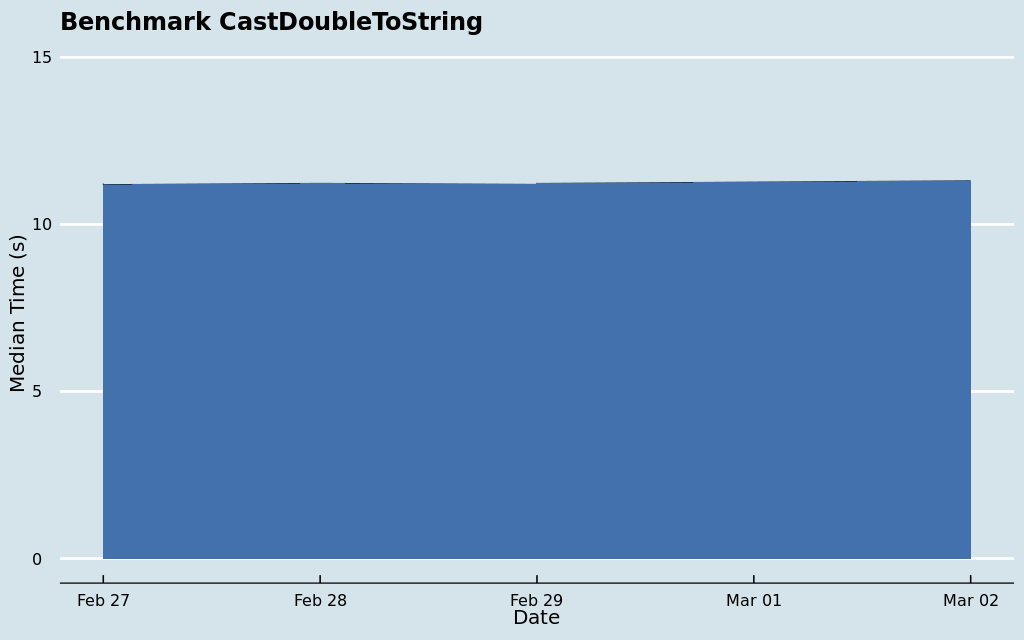 Benchmark CastDoubleToString
15
10
5
0
Median Time (s)
Feb 27
Feb 28
Feb 29
Mar 01
Mar 02
Date